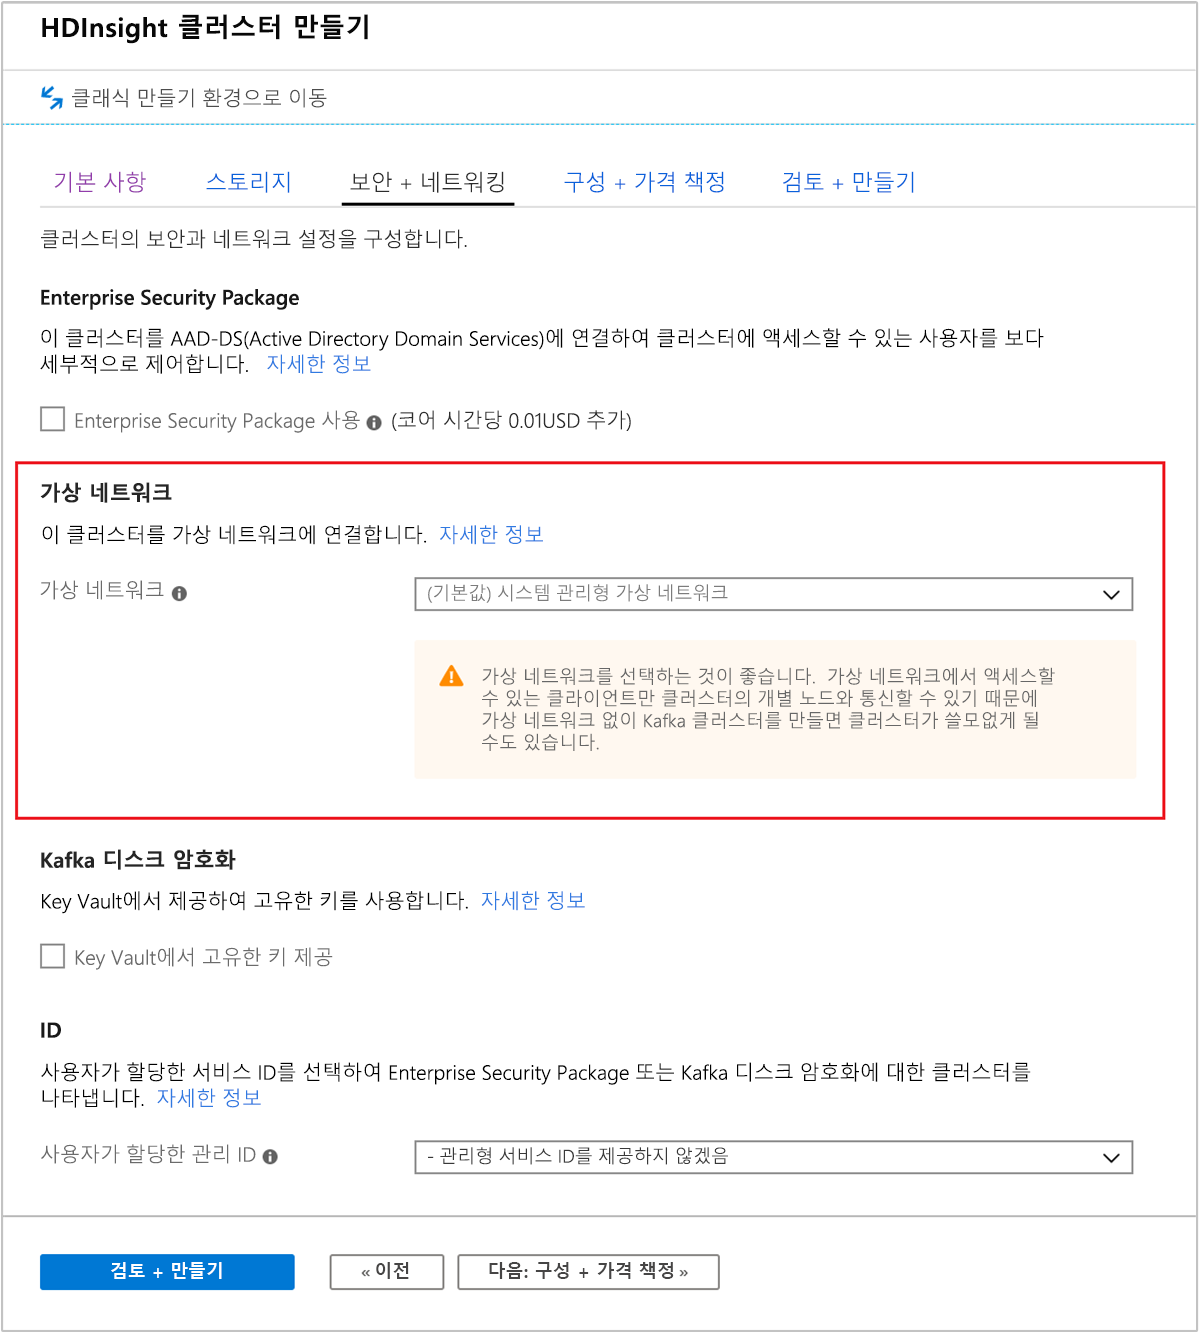 HDInsight 클러스터 만들기
클래식 만들기 환경으로 이동
기본 사항 스토리지 보안 + 네트워킹 구성 + 가격 책정 검토 + 만들기
클러스터의 보안과 네트워크 설정을 구성합니다.
Enterprise Security Package
이 클러스터를 AAD-DS(Active Directory Domain Services)에 연결하여 클러스터에 액세스할 수 있는 사용자를 보다
세부적으로 제어합니다. 자세한 정보
Enterprise Security Package 사용 (코어 시간당 0.01USD 추가)
가상 네트워크
이 클러스터를 가상 네트워크에 연결합니다. 자세한 정보
가상 네트워크 (기본값) 시스템 관리형 가상 네트워크
가상 네트워크를 선택하는 것이 좋습니다. 가상 네트워크에서 액세스할
수 있는 클라이언트만 클러스터의 개별 노드와 통신할 수 있기 때문에
가상 네트워크 없이 Kafka 클러스터를 만들면 클러스터가 쓸모없게 될
수도 있습니다.
Kafka 디스크 암호화
Key Vault에서 제공하여 고유한 키를 사용합니다. 자세한 정보
Key Vault에서 고유한 키 제공
ID
사용자가 할당한 서비스 ID를 선택하여 Enterprise Security Package 또는 Kafka 디스크 암호화에 대한 클러스터를
나타냅니다. 자세한 정보
사용자가 할당한 관리 ID - 관리형 서비스 ID를 제공하지 않겠음
검토 + 만들기 « 이전 다음: 구성 + 가격 책정 »